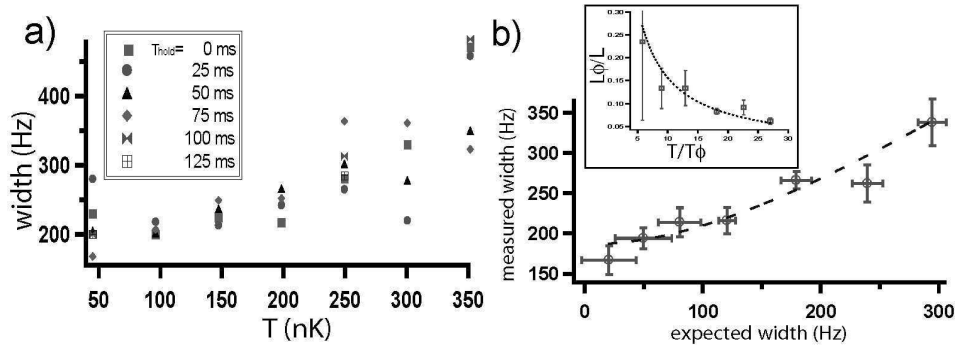 a)
Thold= 0 ms
25 ms
50 ms
75 ms
100 ms
125 ms
400
300
200
width (Hz)
50 100 150 200 250 300 350
T (nK)
b)
0.30
0.25
0.20
0.15
0.10
0.05
Lϕ/L
5 10 15 20 25 30
T/Tϕ
350
300
250
200
150
measured width (Hz)
0 100 200 300
expected width (Hz)